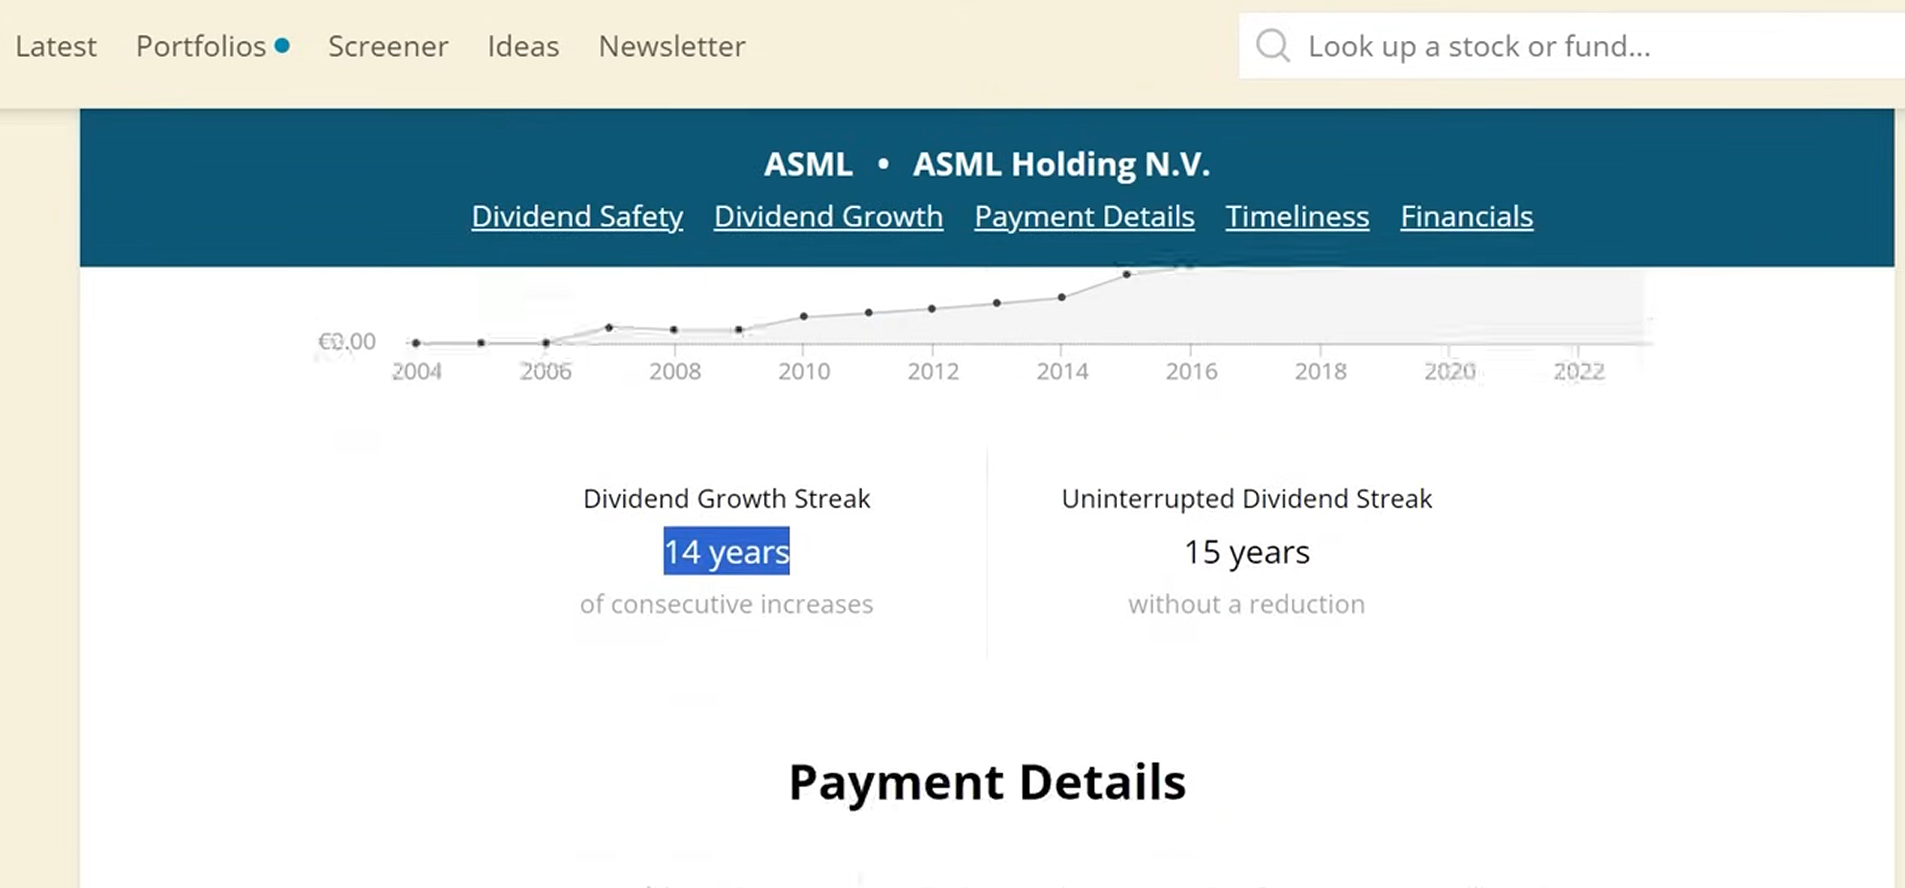 Latest Portfolios Screener Ideas Newsletter Look up a stock or fund...
ASML • ASML Holding N.V.
Dividend Safety Dividend Growth Payment Details Timeliness Financials
2004 2006 2008 2010 2012 2014 2016 2018 2020 2022
Dividend Growth Streak
14 years
of consecutive increases
Uninterrupted Dividend Streak
15 years
without a reduction
Payment Details